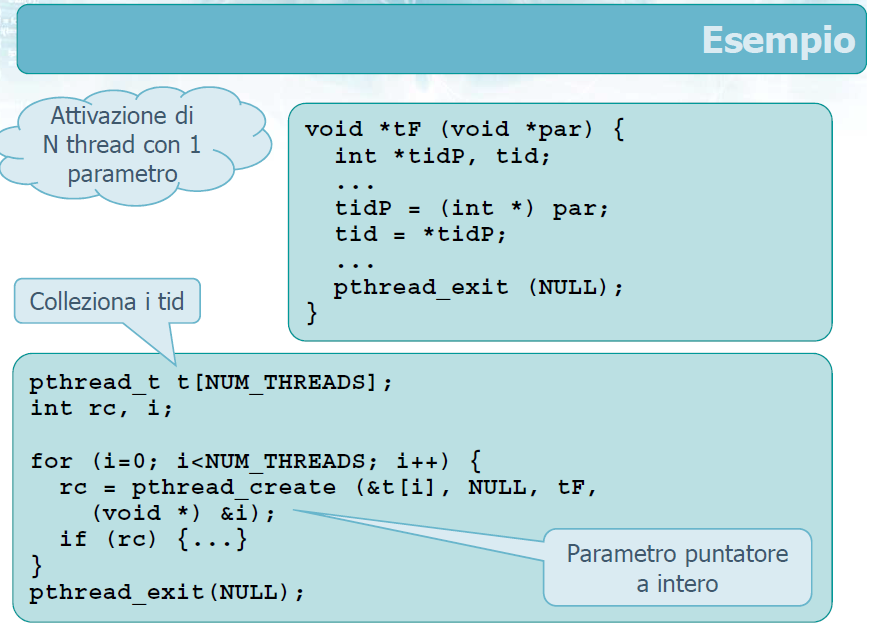 Esempio
Attivazione di
N thread con 1
parametro
void *tF (void *par) {
  int *tidP, tid;
  ...
  tidP = (int *) par;
  tid = *tidP;
  ...
  pthread_exit (NULL);
}
Colleziona i tid
pthread_t t[NUM_THREADS];
int rc, i;
for (i=0; i<NUM_THREADS; i++) {
  rc = pthread_create (&t[i], NULL, tF,
    (void *) &i);
  if (rc) {...}
}
pthread_exit(NULL);
Parametro puntatore
a intero